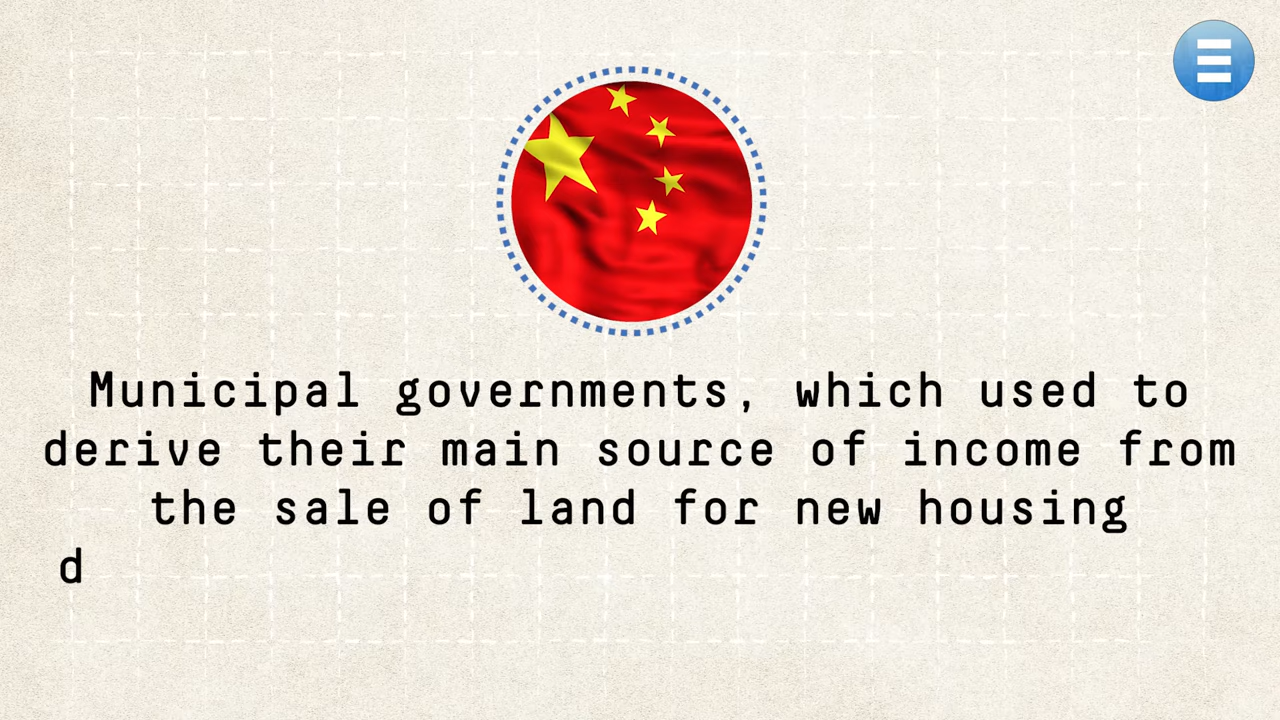 Municipal governments, which used to
derive their main source of income from
the sale of land for new housing
d